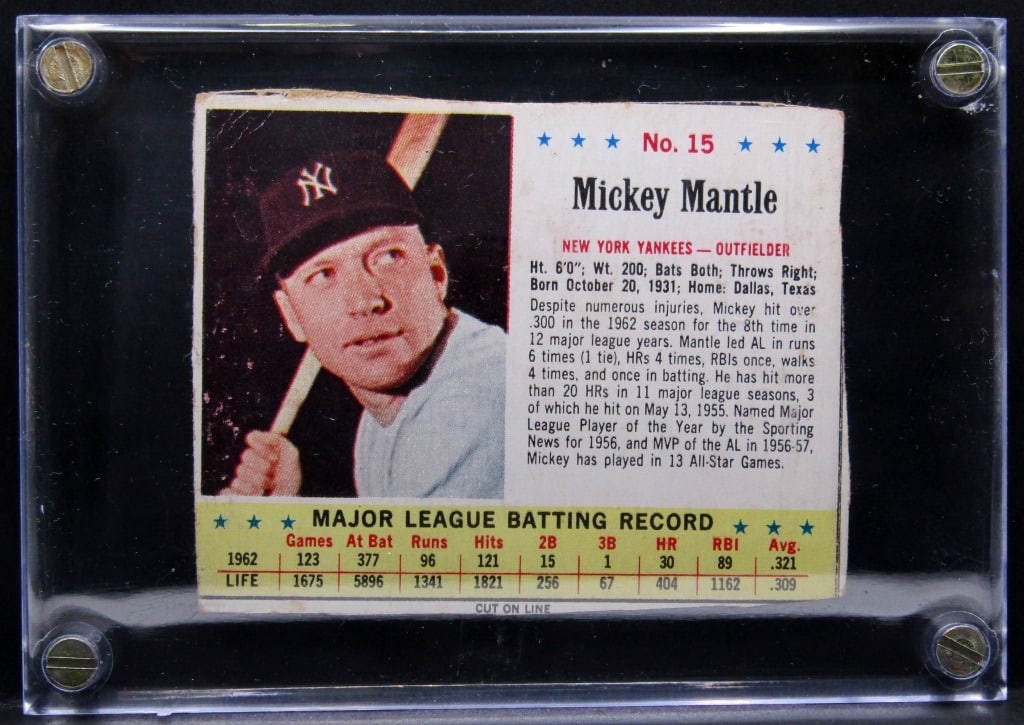 NY
★ ★ ★ No. 15 ★ ★ ★
Mickey Mantle
NEW YORK YANKEES — OUTFIELDER
Ht. 6'0"; Wt. 200; Bats Both; Throws Right;
Born October 20, 1931; Home: Dallas, Texas
Despite numerous injuries, Mickey hit over
.300 in the 1962 season for the 8th time in
12 major league years. Mantle led AL in runs
6 times (1 tie), HRs 4 times, RBIs once, walks
4 times, and once in batting. He has hit more
than 20 HRs in 11 major league seasons, 3
of which he hit on May 13, 1955. Named Major
League Player of the Year by the Sporting
News for 1956, and MVP of the AL in 1956-57,
Mickey has played in 13 All-Star Games.
★ ★ ★ MAJOR LEAGUE BATTING RECORD ★ ★ ★
Games At Bat Runs Hits 2B 3B HR RBI Avg.
1962 123 377 96 121 15 1 30 89 .321
LIFE 1675 5896 1341 1821 256 67 404 1162 .309
CUT ON LINE